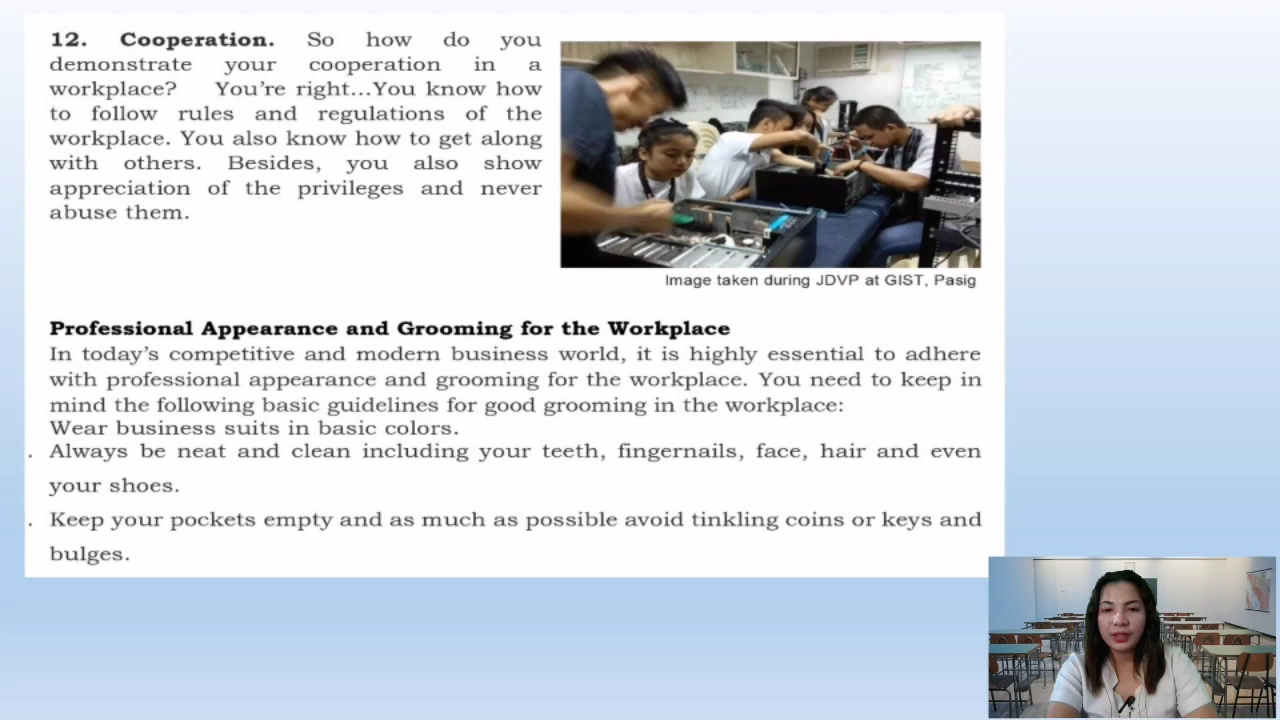 12. Cooperation. So how do you
demonstrate your cooperation in a
workplace? You're right...You know how
to follow rules and regulations of the
workplace. You also know how to get along
with others. Besides, you also show
appreciation of the privileges and never
abuse them.
Image taken during JDVP at GIST, Pasig
Professional Appearance and Grooming for the Workplace
In today's competitive and modern business world, it is highly essential to adhere
with professional appearance and grooming for the workplace. You need to keep in
mind the following basic guidelines for good grooming in the workplace:
Wear business suits in basic colors.
. Always be neat and clean including your teeth, fingernails, face, hair and even
your shoes.
. Keep your pockets empty and as much as possible avoid tinkling coins or keys and
bulges.